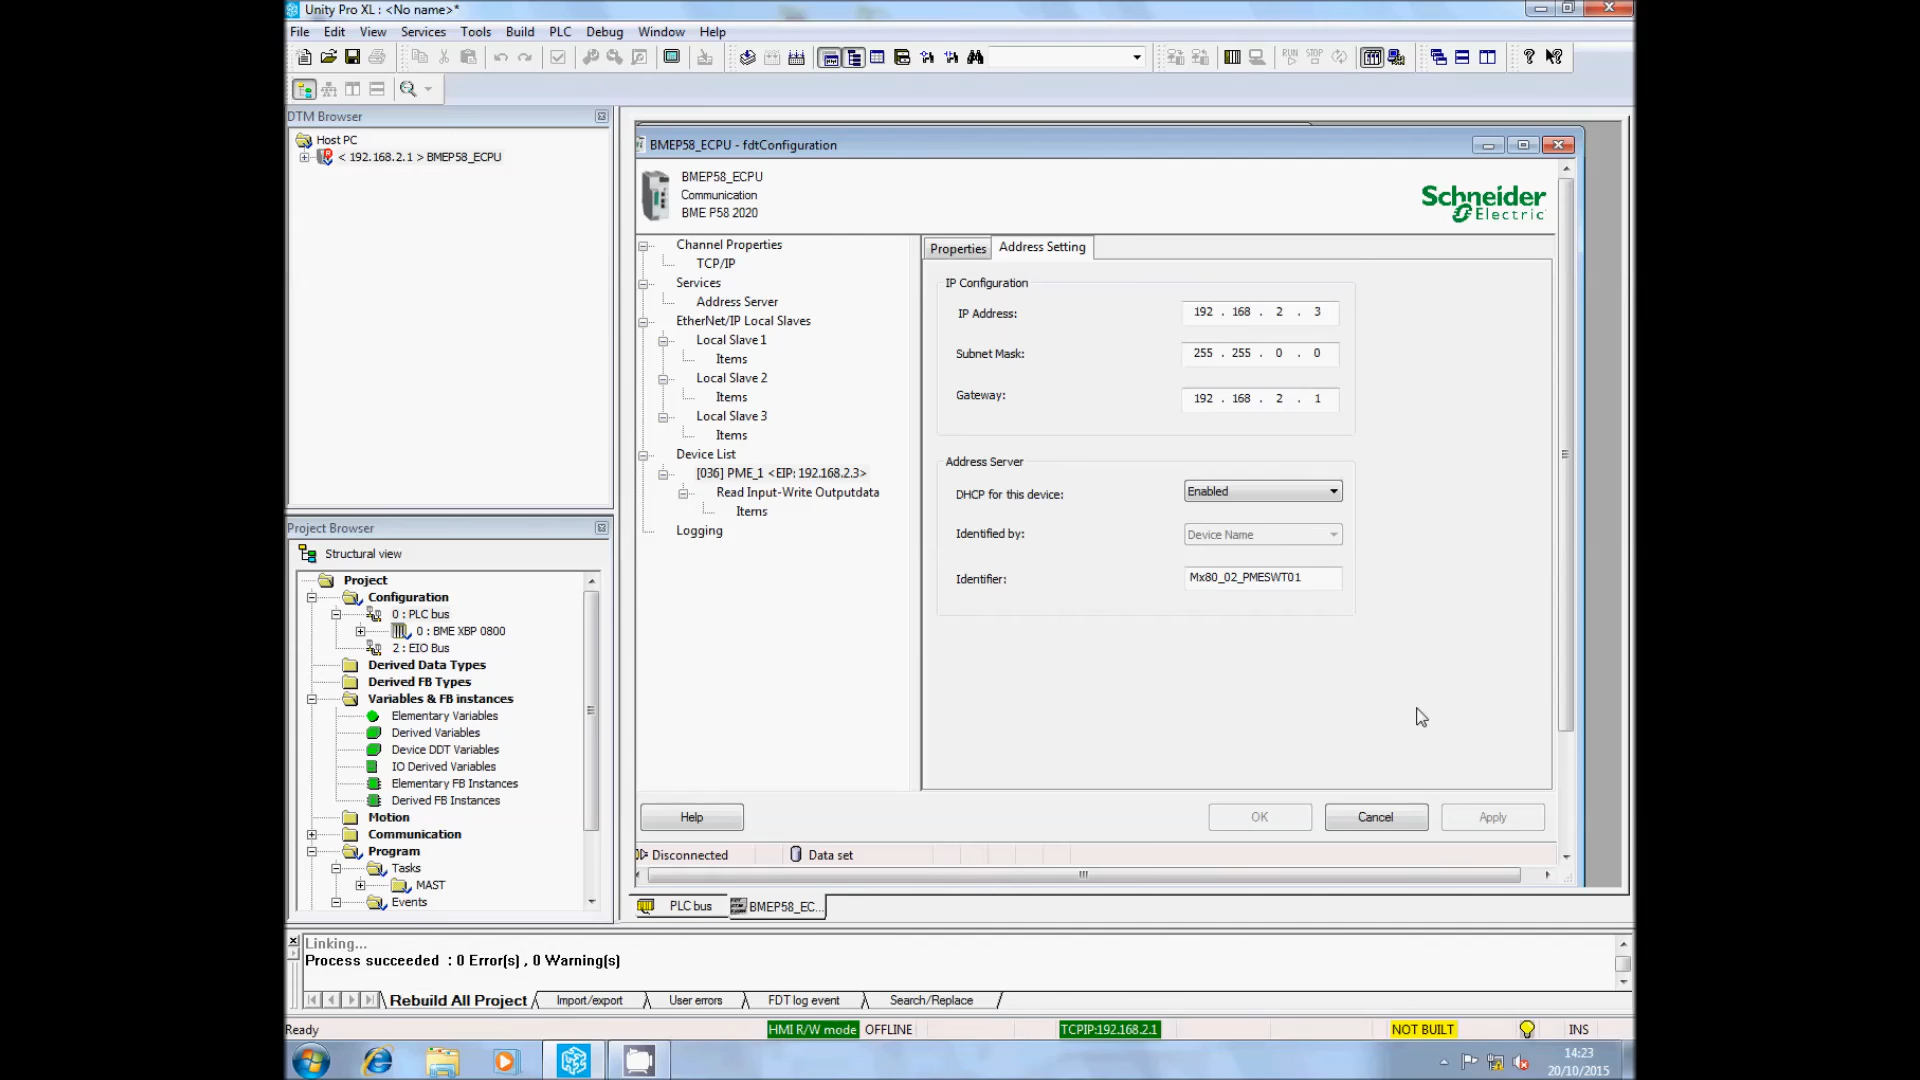 Unity Pro XL : <No name>*
File Edit View Services Tools Build PLC Debug Window Help
RUN STOP
DTM Browser
Host PC
< 192.168.2.1 > BMEP58_ECPU
Project Browser
Structural view
Project
Configuration
0 : PLC bus
0 : BME XBP 0800
2 : EIO Bus
Derived Data Types
Derived FB Types
Variables & FB instances
Elementary Variables
Derived Variables
Device DDT Variables
IO Derived Variables
Elementary FB Instances
Derived FB Instances
Motion
Communication
Program
Tasks
MAST
Events
BMEP58_ECPU - fdtConfiguration
BMEP58_ECPU
Communication
BME P58 2020
Schneider
Electric
Channel Properties
TCP/IP
Services
Address Server
EtherNet/IP Local Slaves
Local Slave 1
Items
Local Slave 2
Items
Local Slave 3
Items
Device List
[036] PME_1 <EIP: 192.168.2.3>
Read Input-Write Outputdata
Items
Logging
Properties Address Setting
IP Configuration
IP Address: 192 . 168 . 2 . 3
Subnet Mask: 255 . 255 . 0 . 0
Gateway: 192 . 168 . 2 . 1
Address Server
DHCP for this device: Enabled
Identified by: Device Name
Identifier: Mx80_02_PMESWT01
Help OK Cancel Apply
Disconnected Data set
PLC bus BMEP58_EC...
Linking...
Process succeeded : 0 Error(s) , 0 Warning(s)
Rebuild All Project Import/export User errors FDT log event Search/Replace
Ready HMI R/W mode OFFLINE TCPIP:192.168.2.1 NOT BUILT INS
14:23
20/10/2015